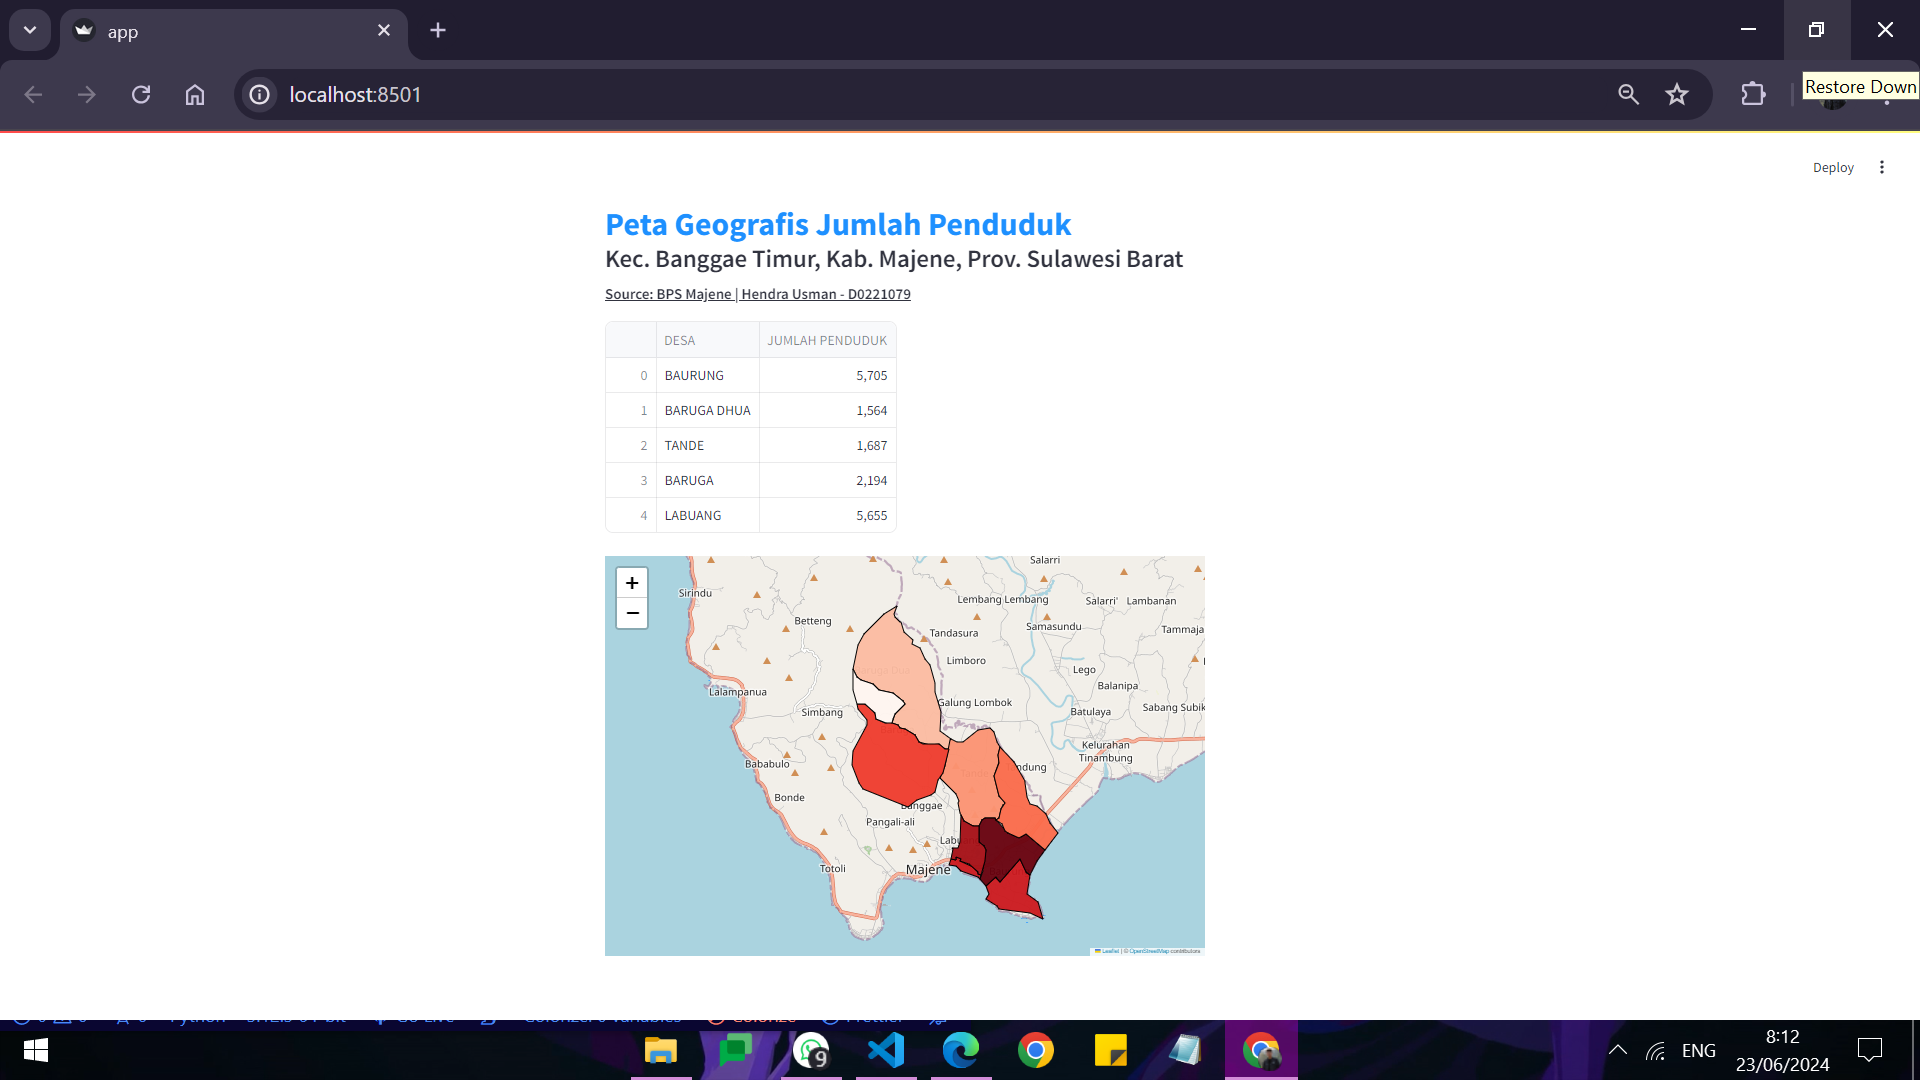 app
localhost:8501
Restore Down
Deploy
Peta Geografis Jumlah Penduduk
Kec. Banggae Timur, Kab. Majene, Prov. Sulawesi Barat
Source: BPS Majene | Hendra Usman - D0221079
DESA JUMLAH PENDUDUK
0 BAURUNG 5,705
1 BARUGA DHUA 1,564
2 TANDE 1,687
3 BARUGA 2,194
4 LABUANG 5,655
+
−
Salarri
Sirindu
Lembang Lembang
Salarri'
Lambanan
Betteng
Tandasura
Samasundu
Tammaja
Limboro
Lego
Balanipa
Lalampanua
Galung Lombok
Simbang
Batulaya
Sabang Subik
Kelurahan
Tinambung
Bababulo
ndung
Bonde
Banggae
Pangali-ali
Labu
Totoli
Majene
Leaflet | © OpenStreetMap contributors
9
ENG
8:12
23/06/2024